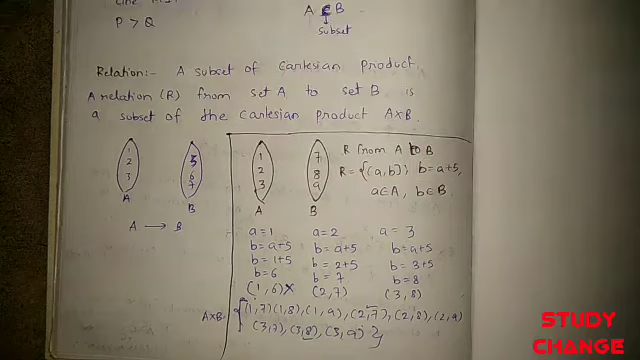 P > Q
A ⊂ B
subset
Relation:- A subset of Cartesian product.
A relation (R) from set A to set B is
a subset of the Cartesian product A×B.
1
2
3
A
5
6
7
B
A → B
1
2
3
A
7
8
9
B
R from A to B
R = {(a,b): b=a+5,
a∈A, b∈B
a=1 a=2 a=3
b=a+5 b=a+5 b=a+5
b=1+5 b=2+5 b=3+5
b=6 b=7 b=8
(1,6)× (2,7) (3,8)
A×B= {(1,7)(1,8),(1,9),(2,7),(2,8),(2,9)
(3,7),(3,8),(3,9)}
STUDY
CHANGE